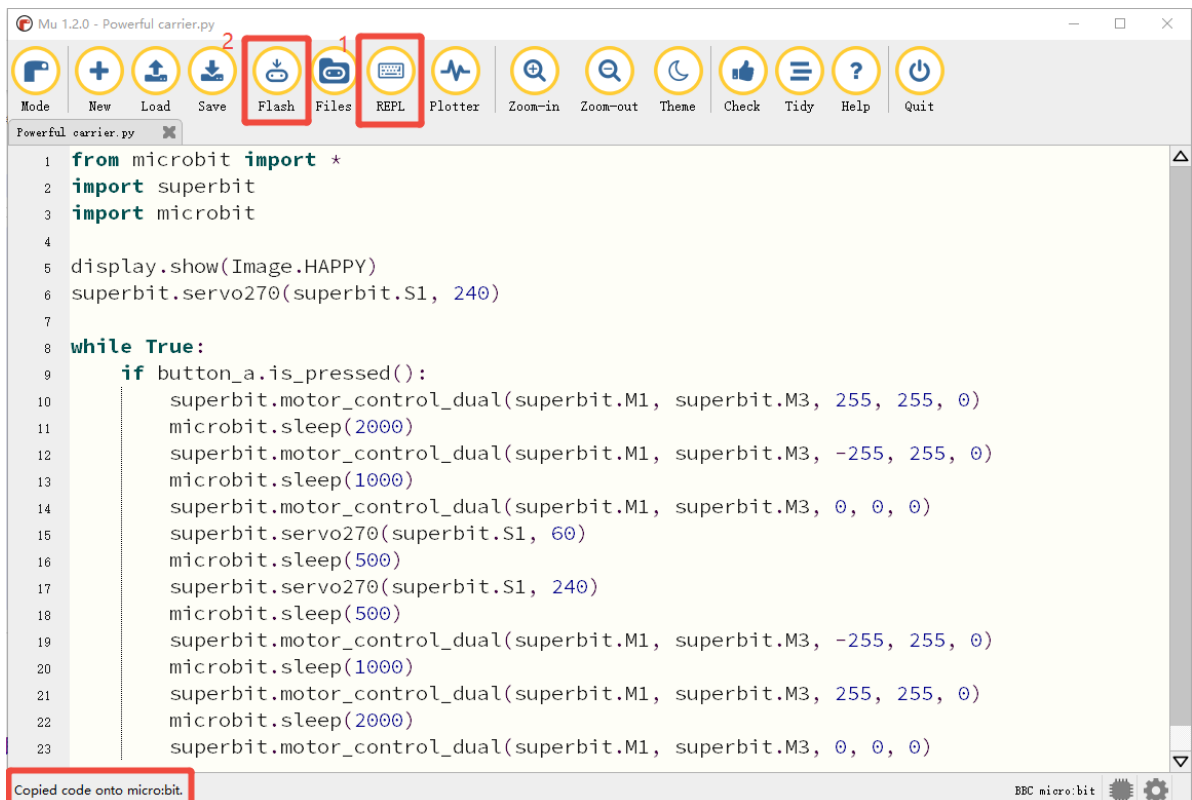 Mu 1.2.0 - Powerful carrier.py
2 1
Mode New Load Save Flash Files REPL Plotter Zoom-in Zoom-out Theme Check Tidy Help Quit
Powerful carrier.py
1 from microbit import *
2 import superbit
3 import microbit
4
5 display.show(Image.HAPPY)
6 superbit.servo270(superbit.S1, 240)
7
8 while True:
9     if button_a.is_pressed():
10         superbit.motor_control_dual(superbit.M1, superbit.M3, 255, 255, 0)
11         microbit.sleep(2000)
12         superbit.motor_control_dual(superbit.M1, superbit.M3, -255, 255, 0)
13         microbit.sleep(1000)
14         superbit.motor_control_dual(superbit.M1, superbit.M3, 0, 0, 0)
15         superbit.servo270(superbit.S1, 60)
16         microbit.sleep(500)
17         superbit.servo270(superbit.S1, 240)
18         microbit.sleep(500)
19         superbit.motor_control_dual(superbit.M1, superbit.M3, -255, 255, 0)
20         microbit.sleep(1000)
21         superbit.motor_control_dual(superbit.M1, superbit.M3, 255, 255, 0)
22         microbit.sleep(2000)
23         superbit.motor_control_dual(superbit.M1, superbit.M3, 0, 0, 0)
Copied code onto micro:bit. BBC micro:bit